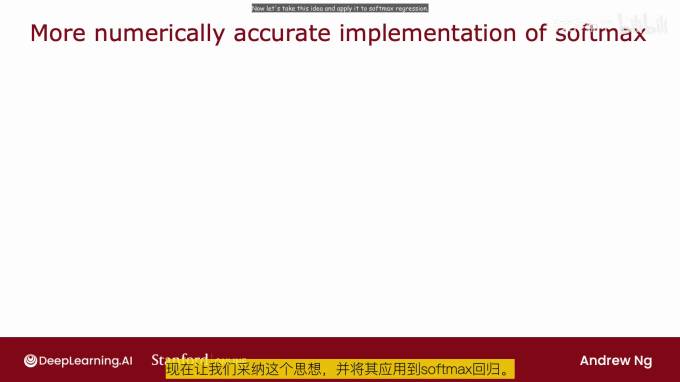 Now let's take this idea and apply it to softmax regression.
More numerically accurate implementation of softmax
DeepLearning.AI
Stanford
Andrew Ng
现在让我们采纳这个思想，并将其应用到softmax回归。